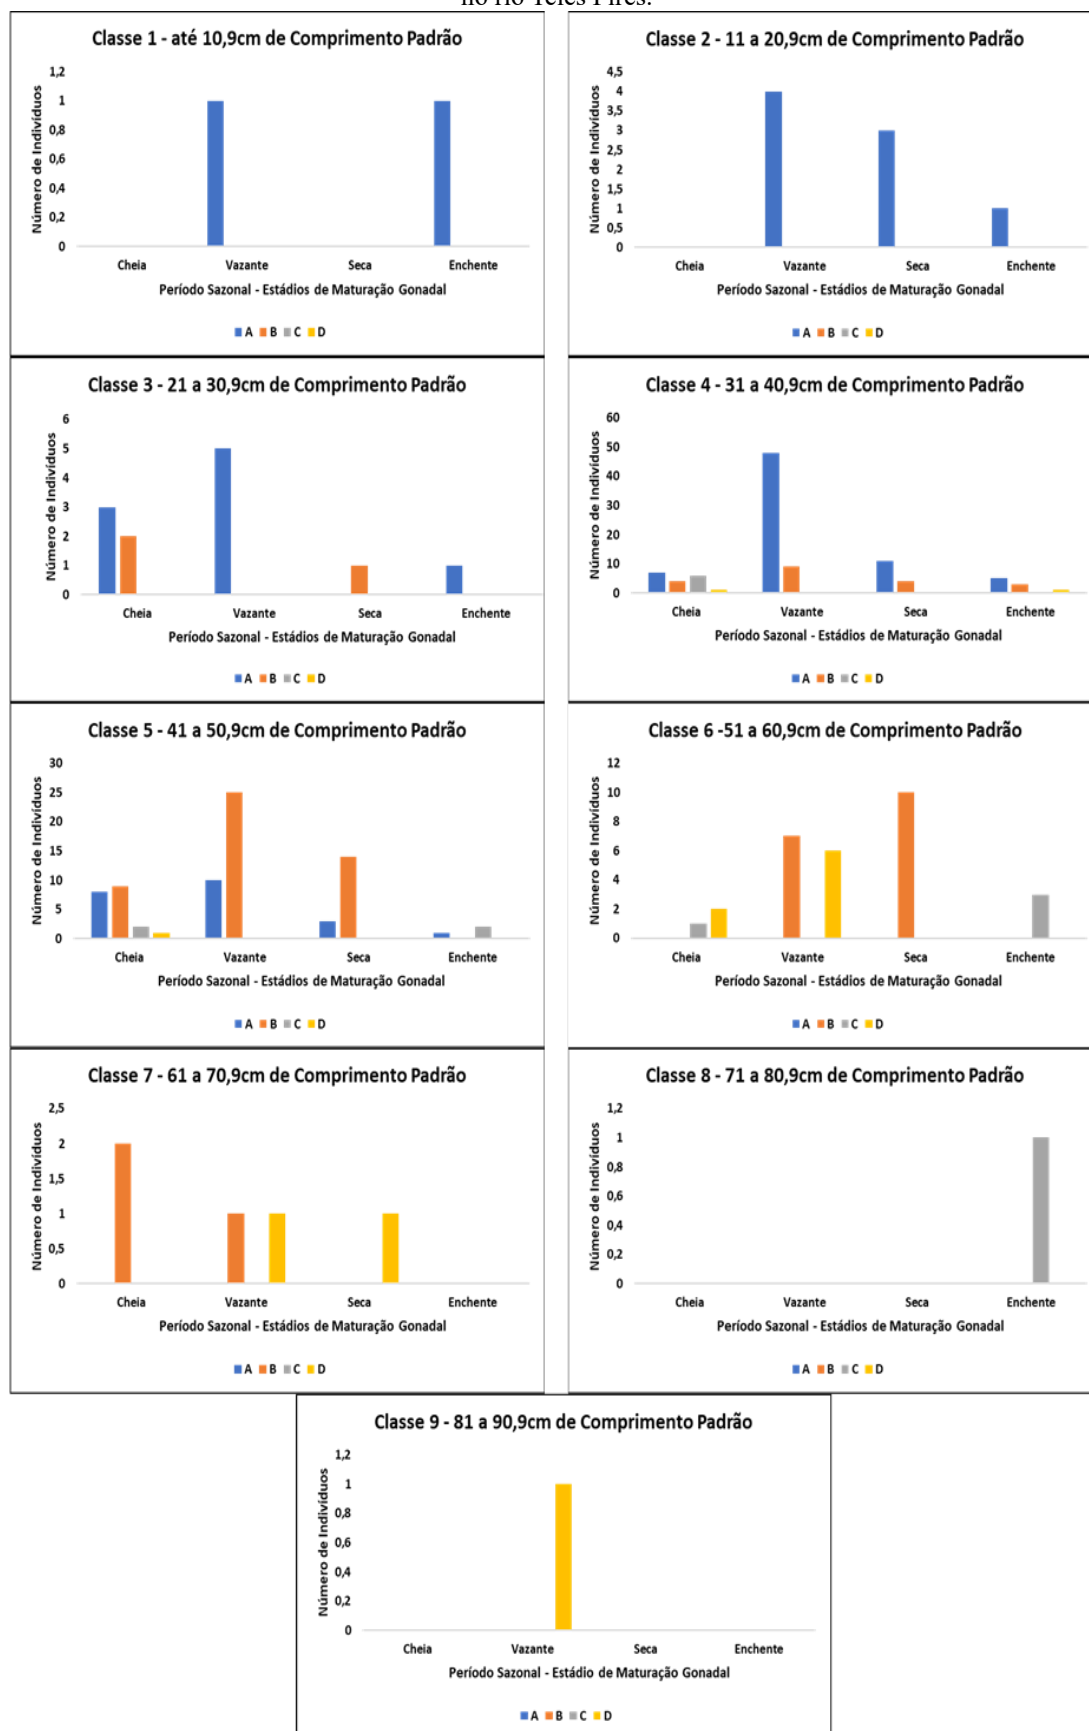 no rio Teles Pires.
Classe 1 - até 10,9cm de Comprimento Padrão
Número de Indivíduos
1,2
1
0,8
0,6
0,4
0,2
0
Cheia Vazante Seca Enchente
Período Sazonal - Estádios de Maturação Gonadal
A B C D
Classe 2 - 11 a 20,9cm de Comprimento Padrão
Número de Indivíduos
4,5
4
3,5
3
2,5
2
1,5
1
0,5
0
Cheia Vazante Seca Enchente
Período Sazonal - Estádios de Maturação Gonadal
A B C D
Classe 3 - 21 a 30,9cm de Comprimento Padrão
Número de Indivíduos
6
5
4
3
2
1
0
Cheia Vazante Seca Enchente
Período Sazonal - Estádios de Maturação Gonadal
A B C D
Classe 4 - 31 a 40,9cm de Comprimento Padrão
Número de Indivíduos
60
50
40
30
20
10
0
Cheia Vazante Seca Enchente
Período Sazonal - Estádios de Maturação Gonadal
A B C D
Classe 5 - 41 a 50,9cm de Comprimento Padrão
Número de Indivíduos
30
25
20
15
10
5
0
Cheia Vazante Seca Enchente
Período Sazonal - Estádios de Maturação Gonadal
A B C D
Classe 6 -51 a 60,9cm de Comprimento Padrão
Número de Indivíduos
12
10
8
6
4
2
0
Cheia Vazante Seca Enchente
Período Sazonal - Estádios de Maturação Gonadal
A B C D
Classe 7 - 61 a 70,9cm de Comprimento Padrão
Número de Indivíduos
2,5
2
1,5
1
0,5
0
Cheia Vazante Seca Enchente
Período Sazonal - Estádios de Maturação Gonadal
A B C D
Classe 8 - 71 a 80,9cm de Comprimento Padrão
Número de Indivíduos
1,2
1
0,8
0,6
0,4
0,2
0
Cheia Vazante Seca Enchente
Período Sazonal - Estádios de Maturação Gonadal
A B C D
Classe 9 - 81 a 90,9cm de Comprimento Padrão
Número de Indivíduos
1,2
1
0,8
0,6
0,4
0,2
0
Cheia Vazante Seca Enchente
Período Sazonal - Estádio de Maturação Gonadal
A B C D